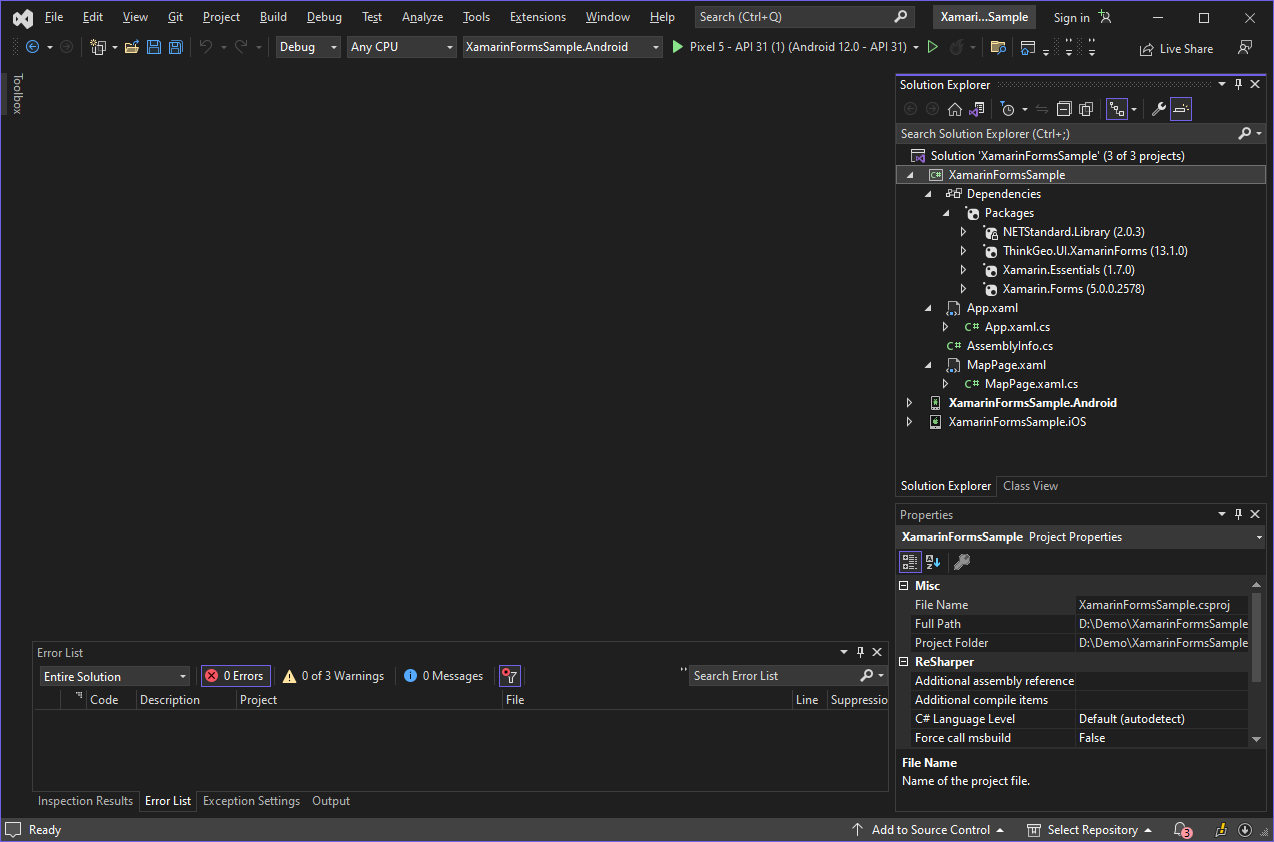 File Edit View Git Project Build Debug Test Analyze Tools Extensions Window Help Search (Ctrl+Q) Xamari...Sample Sign in
Debug Any CPU XamarinFormsSample.Android Pixel 5 - API 31 (1) (Android 12.0 - API 31) Live Share
Toolbox
Solution Explorer
Search Solution Explorer (Ctrl+;)
Solution 'XamarinFormsSample' (3 of 3 projects)
C# XamarinFormsSample
Dependencies
Packages
NETStandard.Library (2.0.3)
ThinkGeo.UI.XamarinForms (13.1.0)
Xamarin.Essentials (1.7.0)
Xamarin.Forms (5.0.0.2578)
App.xaml
C# App.xaml.cs
C# AssemblyInfo.cs
MapPage.xaml
C# MapPage.xaml.cs
XamarinFormsSample.Android
XamarinFormsSample.iOS
Solution Explorer Class View
Properties
XamarinFormsSample Project Properties
Misc
File Name XamarinFormsSample.csproj
Full Path D:\Demo\XamarinFormsSample
Project Folder D:\Demo\XamarinFormsSample
ReSharper
Additional assembly reference
Additional compile items
C# Language Level Default (autodetect)
Force call msbuild False
File Name
Name of the project file.
Error List
Entire Solution 0 Errors 0 of 3 Warnings 0 Messages Search Error List
Code Description Project File Line Suppressio
Inspection Results Error List Exception Settings Output
Ready Add to Source Control Select Repository 3